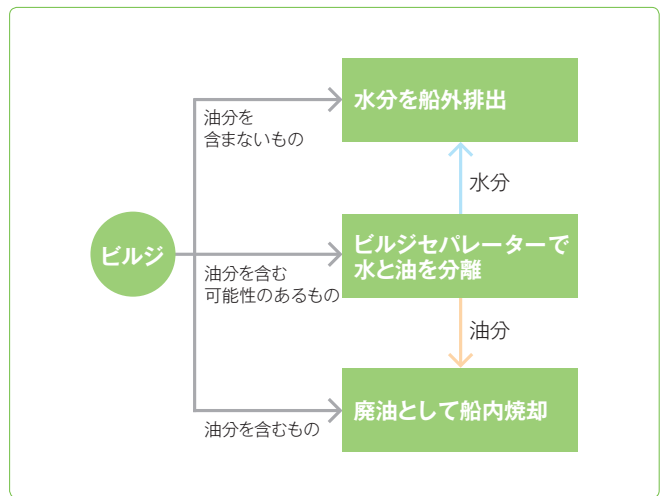 水分を船外排出
油分を
含まないもの
水分
ビルジ
ビルジセパレーターで
水と油を分離
油分を含む
可能性のあるもの
油分
廃油として船内焼却
油分を含むもの